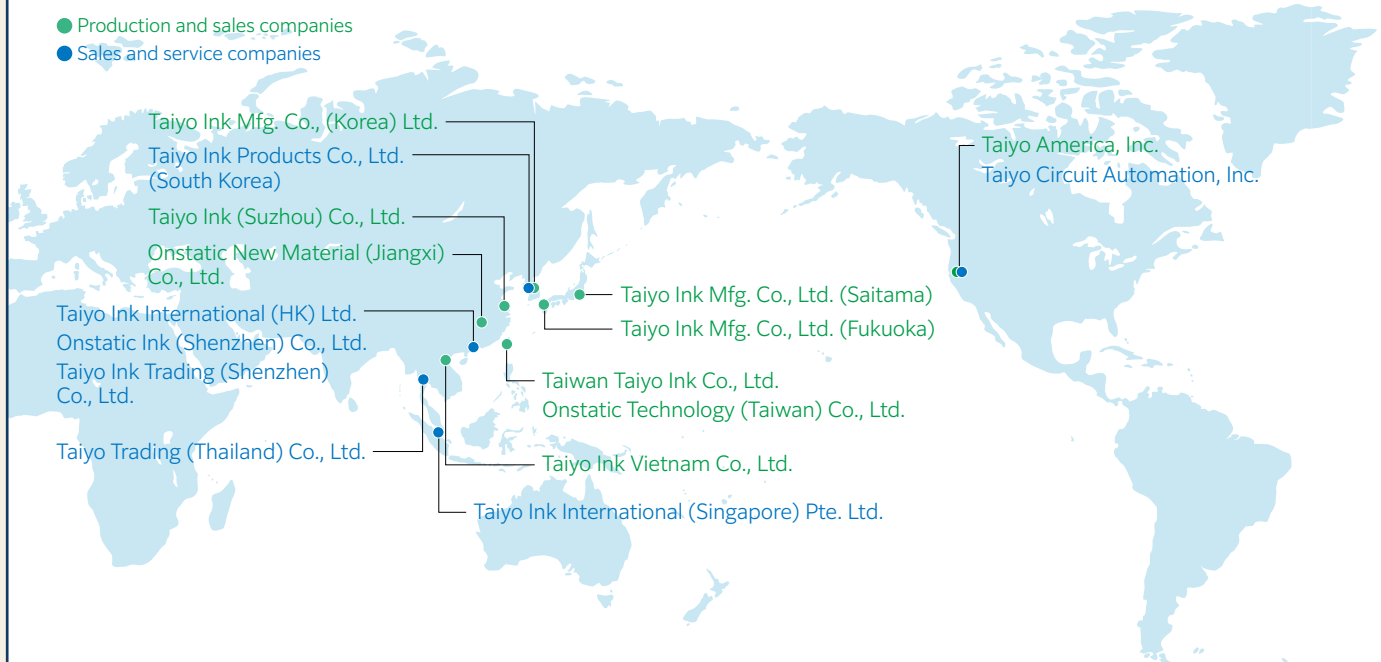 Production and sales companies
Sales and service companies
Taiyo Ink Mfg. Co., (Korea) Ltd.
Taiyo Ink Products Co., Ltd.
(South Korea)
Taiyo Ink (Suzhou) Co., Ltd.
Onstatic New Material (Jiangxi)
Co., Ltd.
Taiyo Ink International (HK) Ltd.
Onstatic Ink (Shenzhen) Co., Ltd.
Taiyo Ink Trading (Shenzhen)
Co., Ltd.
Taiyo Trading (Thailand) Co., Ltd.
Taiyo America, Inc.
Taiyo Circuit Automation, Inc.
Taiyo Ink Mfg. Co., Ltd. (Saitama)
Taiyo Ink Mfg. Co., Ltd. (Fukuoka)
Taiwan Taiyo Ink Co., Ltd.
Onstatic Technology (Taiwan) Co., Ltd.
Taiyo Ink Vietnam Co., Ltd.
Taiyo Ink International (Singapore) Pte. Ltd.